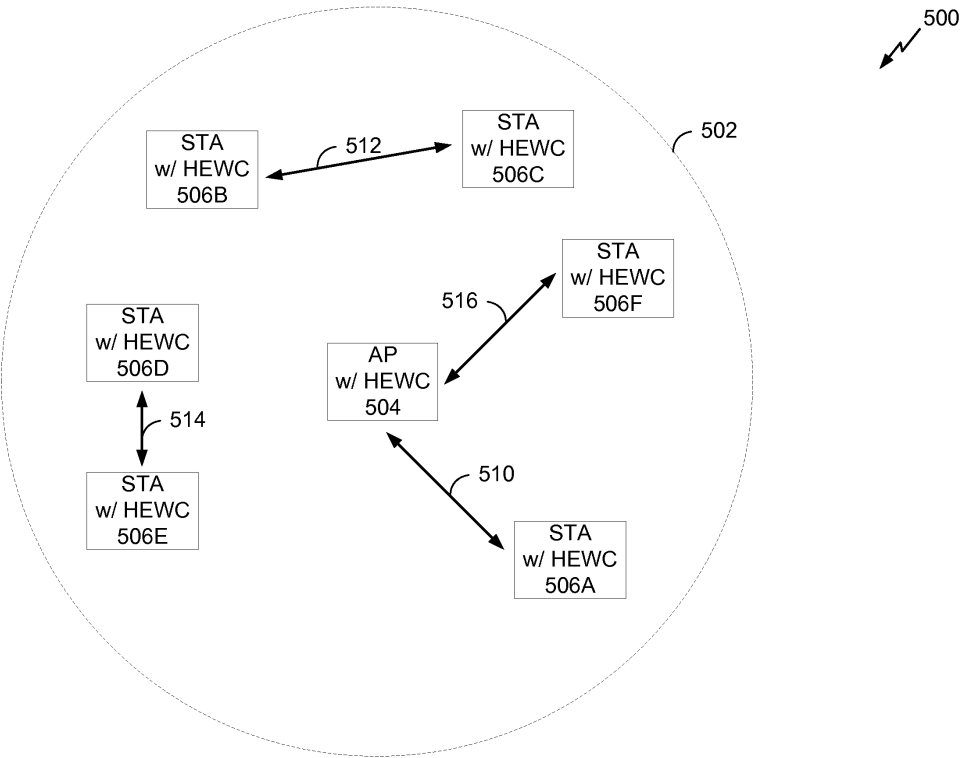 500
502
STA
w/ HEWC
506B
512
STA
w/ HEWC
506C
STA
w/ HEWC
506F
516
STA
w/ HEWC
506D
AP
w/ HEWC
504
514
STA
w/ HEWC
506E
510
STA
w/ HEWC
506A